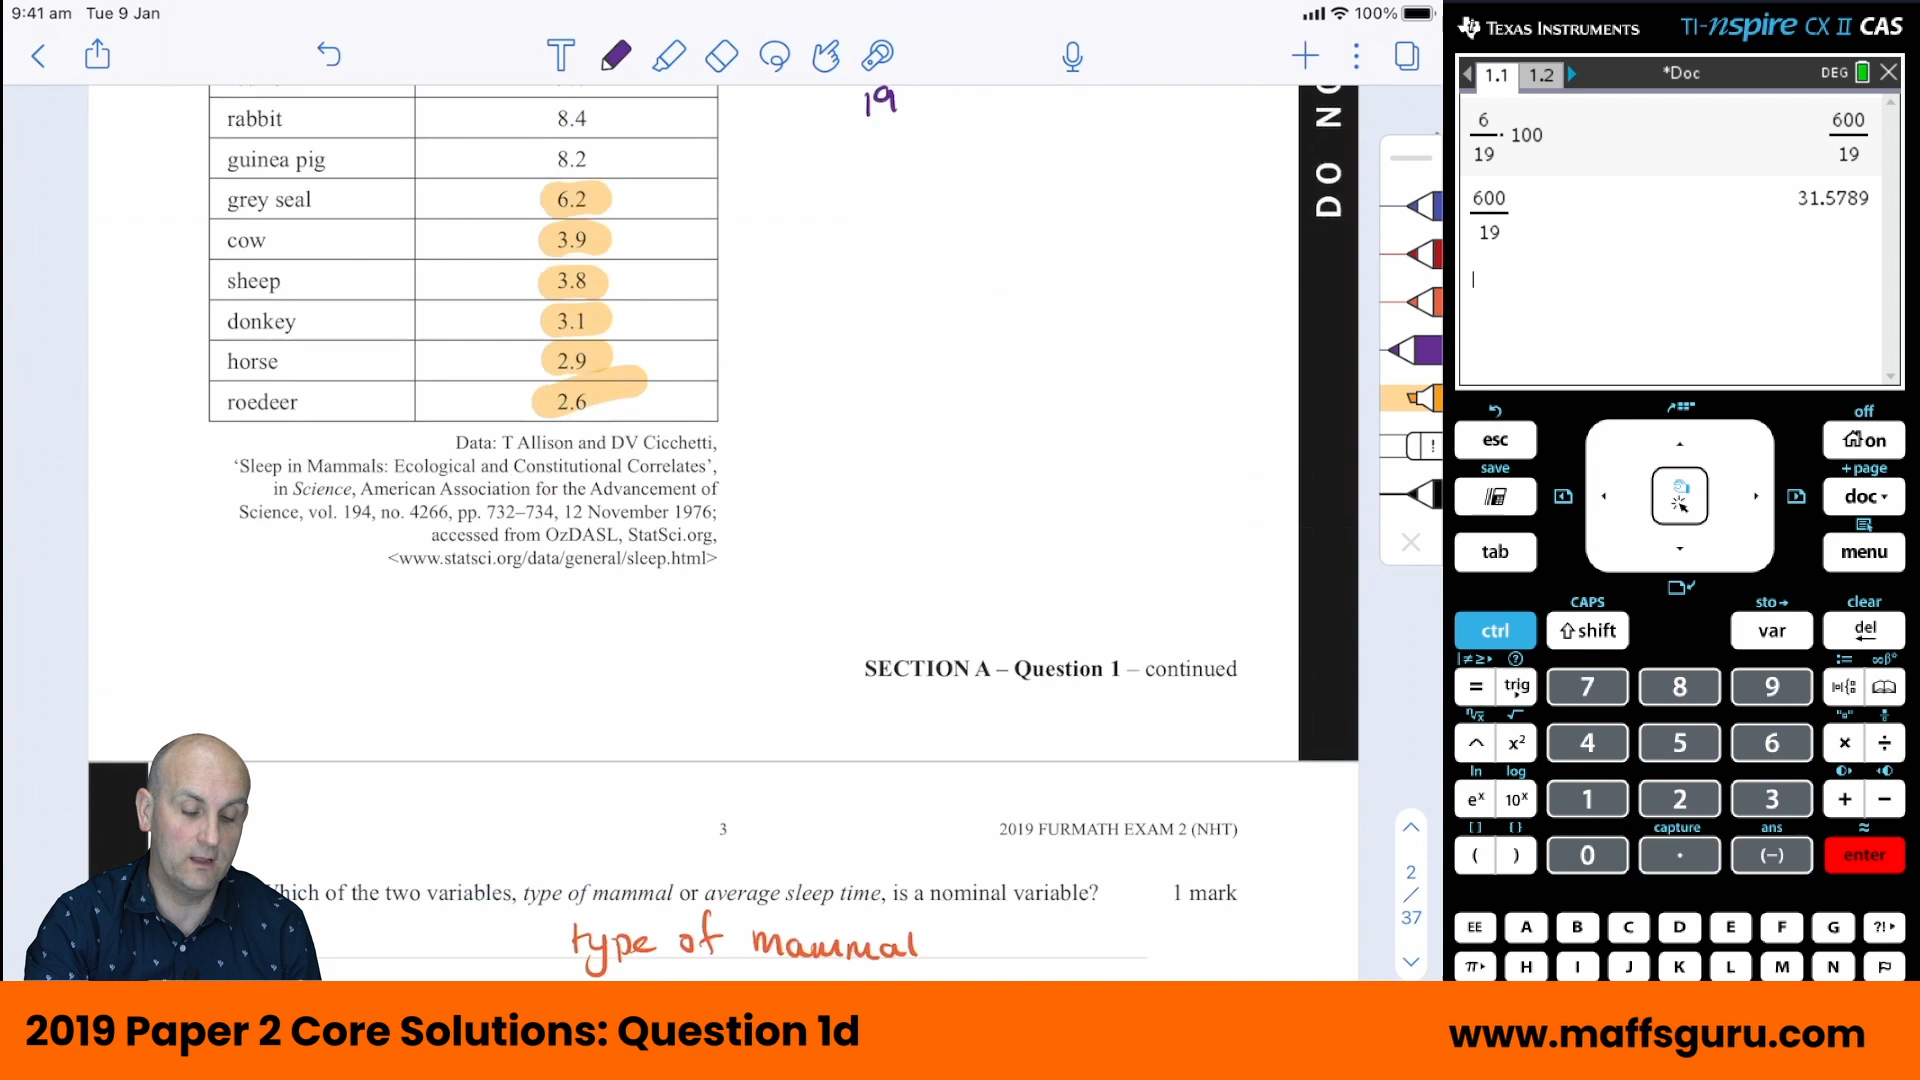 9:41 am Tue 9 Jan
100%
19
DO NO
rabbit 8.4
guinea pig 8.2
grey seal 6.2
cow 3.9
sheep 3.8
donkey 3.1
horse 2.9
roedeer 2.6
Data: T Allison and DV Cicchetti,
‘Sleep in Mammals: Ecological and Constitutional Correlates’,
in Science, American Association for the Advancement of
Science, vol. 194, no. 4266, pp. 732–734, 12 November 1976;
accessed from OzDASL, StatSci.org,
<www.statsci.org/data/general/sleep.html>
SECTION A – Question 1 – continued
3 2019 FURMATH EXAM 2 (NHT)
hich of the two variables, type of mammal or average sleep time, is a nominal variable? 1 mark
type of mammal
2
/
37
TEXAS INSTRUMENTS TI-nspire CX II CAS
1.1 1.2 *Doc DEG
6/19 · 100 600/19
600/19 31.5789
off
esc on
save + page
doc
tab menu
CAPS sto→ clear
ctrl shift var del
|≠≥▸ ?  := ∞β°
= trig 7 8 9
ⁿ√x √
^ x² 4 5 6 × ÷
ln log
eˣ 10ˣ 1 2 3 + −
[ ] { } capture ans ≈
( ) 0 . (−) enter
EE A B C D E F G ?!▸
π▸ H I J K L M N
2019 Paper 2 Core Solutions: Question 1d
www.maffsguru.com